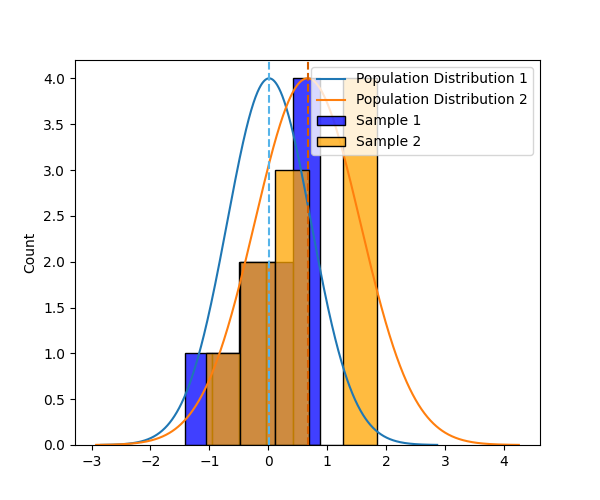 4.0
3.5
3.0
2.5
2.0
1.5
1.0
0.5
0.0
Count
Population Distribution 1
Population Distribution 2
Sample 1
Sample 2
−3 −2 −1 0 1 2 3 4